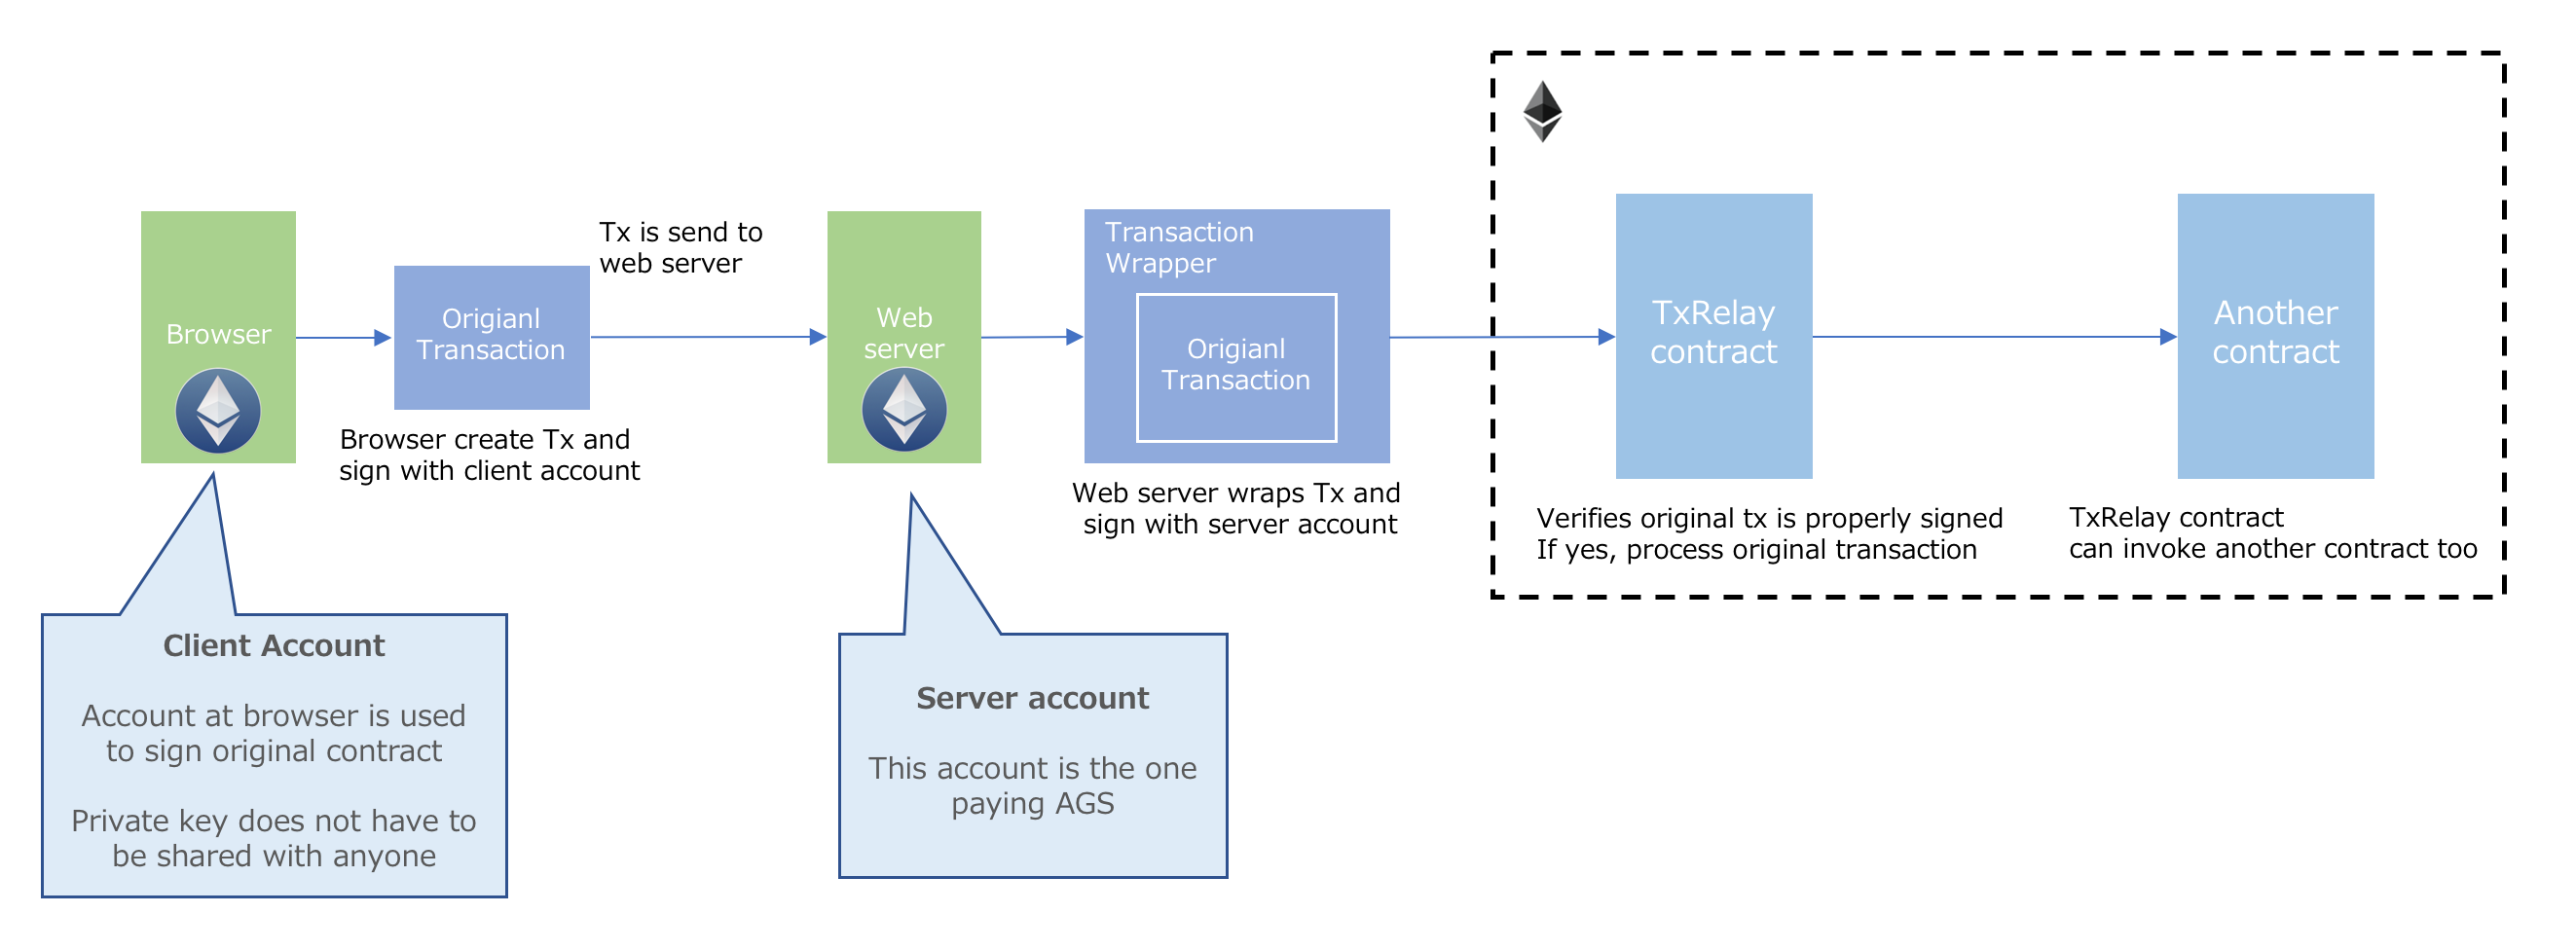 Browser
Origianl
Transaction
Browser create Tx and
sign with client account
Tx is send to
web server
Web
server
Transaction
Wrapper
Origianl
Transaction
Web server wraps Tx and
sign with server account
TxRelay
contract
Verifies original tx is properly signed
If yes, process original transaction
Another
contract
TxRelay contract
can invoke another contract too
Client Account
Account at browser is used
to sign original contract
Private key does not have to
be shared with anyone
Server account
This account is the one
paying AGS